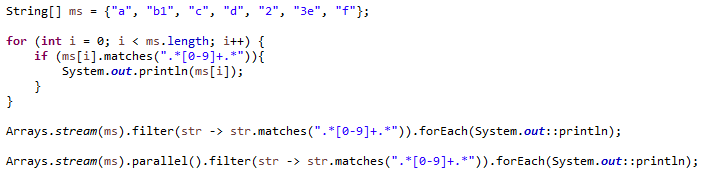 String[] ms = {"a", "b1", "c", "d", "2", "3e", "f"};
for (int i = 0; i < ms.length; i++) {
if (ms[i].matches(".*[0-9]+.*")){
System.out.println(ms[i]);
}
}
Arrays.stream(ms).filter(str -> str.matches(".*[0-9]+.*")).forEach(System.out::println);
Arrays.stream(ms).parallel().filter(str -> str.matches(".*[0-9]+.*")).forEach(System.out::println);